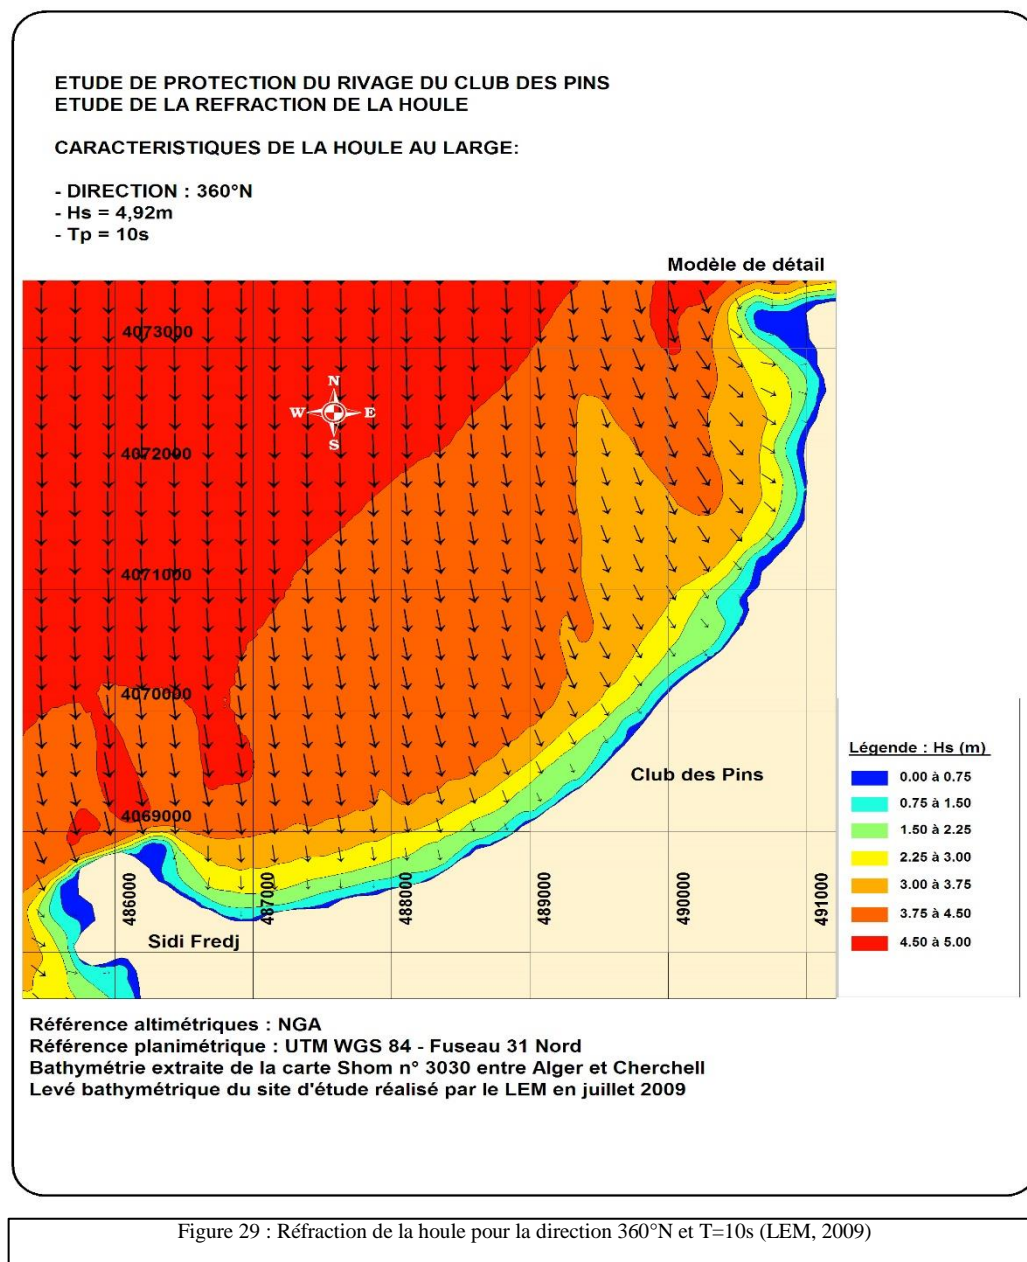 ETUDE DE PROTECTION DU RIVAGE DU CLUB DES PINS
ETUDE DE LA REFRACTION DE LA HOULE
CARACTERISTIQUES DE LA HOULE AU LARGE:
- DIRECTION : 360°N
- Hs = 4,92m
- Tp = 10s
Modèle de détail
4073000
N
W E
S
4072000
4071000
4070000
4069000
Club des Pins
486000
487000
488000
489000
490000
491000
Sidi Fredj
Légende : Hs (m)
0.00 à 0.75
0.75 à 1.50
1.50 à 2.25
2.25 à 3.00
3.00 à 3.75
3.75 à 4.50
4.50 à 5.00
Référence altimétriques : NGA
Référence planimétrique : UTM WGS 84 - Fuseau 31 Nord
Bathymétrie extraite de la carte Shom n° 3030 entre Alger et Cherchell
Levé bathymétrique du site d'étude réalisé par le LEM en juillet 2009
Figure 29 : Réfraction de la houle pour la direction 360°N et T=10s (LEM, 2009)